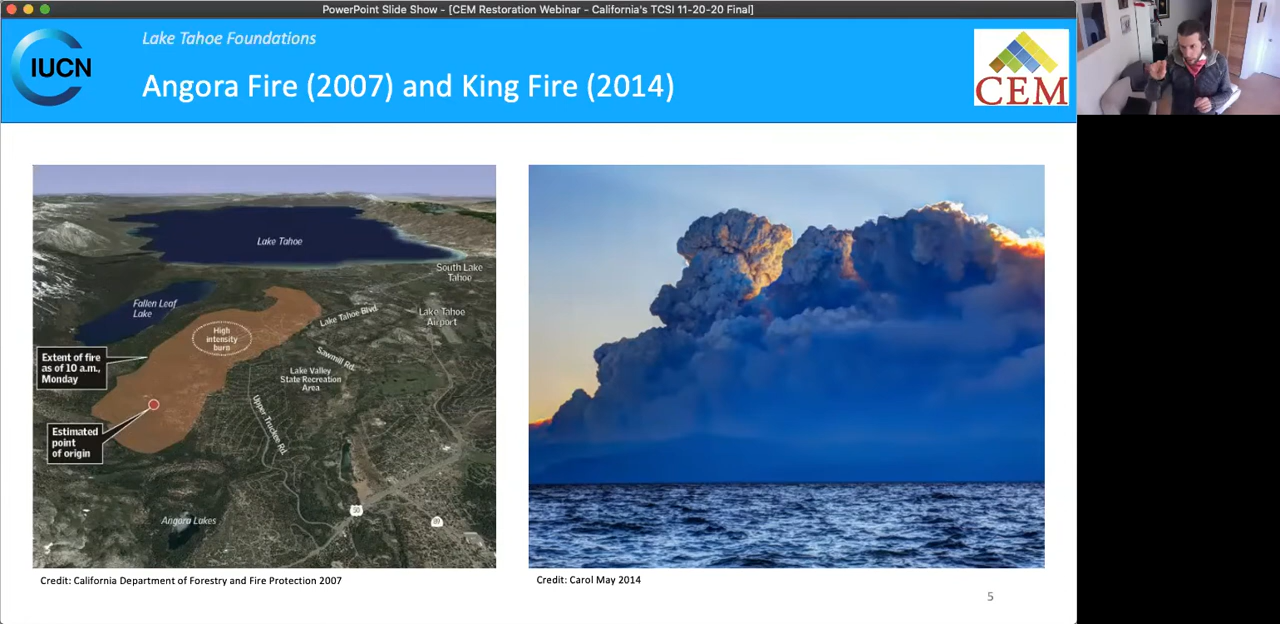 PowerPoint Slide Show - [CEM Restoration Webinar - California's TCSI 11-20-20 Final]
IUCN
Lake Tahoe Foundations
Angora Fire (2007) and King Fire (2014)
CEM
Lake Tahoe
South Lake
Tahoe
Fallen Leaf
Lake
Lake Tahoe Blvd.
Lake Tahoe
Airport
High
intensity
burn
Extent of fire
as of 10 a.m.,
Monday
Sawmill Rd.
Lake Valley
State Recreation
Area
Upper Truckee Rd.
Estimated
point
of origin
50
89
Angora Lakes
Credit: California Department of Forestry and Fire Protection 2007
Credit: Carol May 2014
5